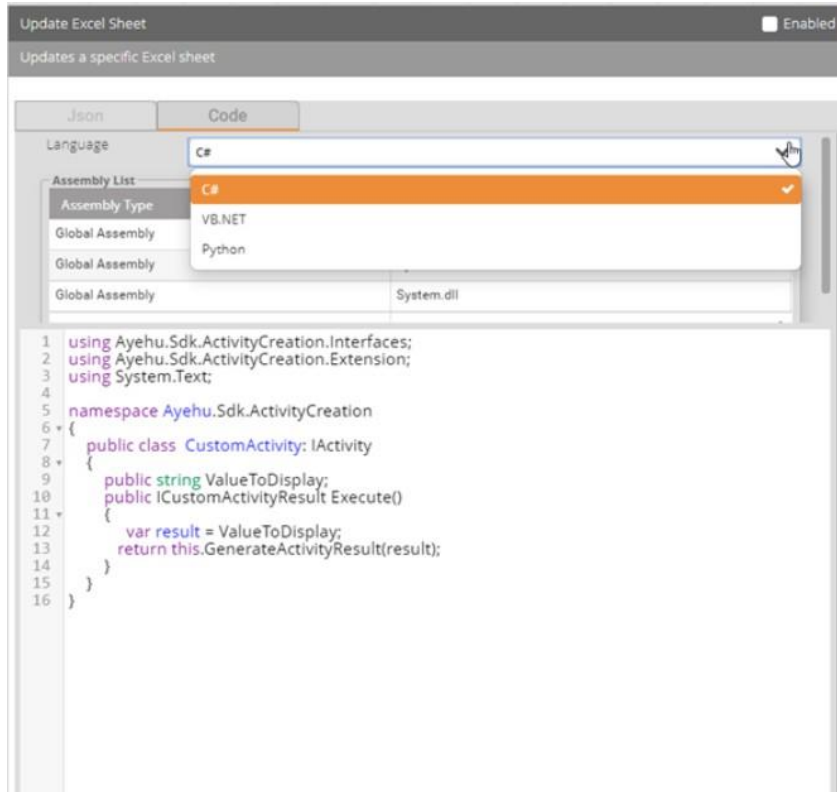 Update Excel Sheet
Enabled
Updates a specific Excel sheet
Json
Code
Language
C#
C#
VB.NET
Python
Assembly List
Assembly Type
Global Assembly
Global Assembly
Global Assembly
System.dll
1 using Ayehu.Sdk.ActivityCreation.Interfaces;
2 using Ayehu.Sdk.ActivityCreation.Extension;
3 using System.Text;
4
5 namespace Ayehu.Sdk.ActivityCreation
6 {
7 public class CustomActivity: IActivity
8 {
9 public string ValueToDisplay;
10 public ICustomActivityResult Execute()
11 {
12 var result = ValueToDisplay;
13 return this.GenerateActivityResult(result);
14 }
15 }
16 }